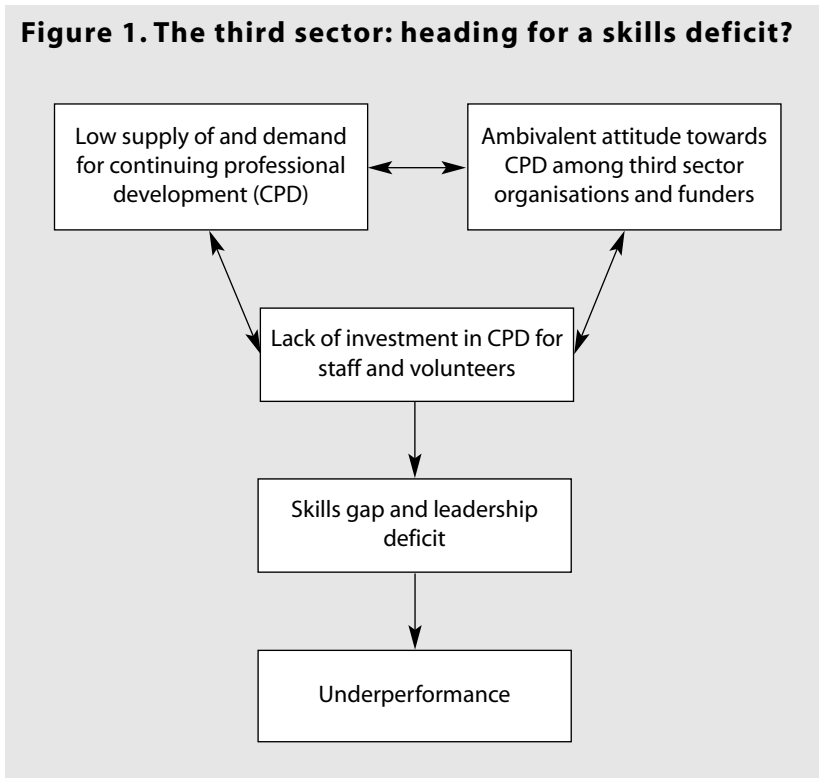 Figure 1. The third sector: heading for a skills deficit?
Low supply of and demand
for continuing professional
development (CPD)
Ambivalent attitude towards
CPD among third sector
organisations and funders
Lack of investment in CPD for
staff and volunteers
Skills gap and leadership
deficit
Underperformance